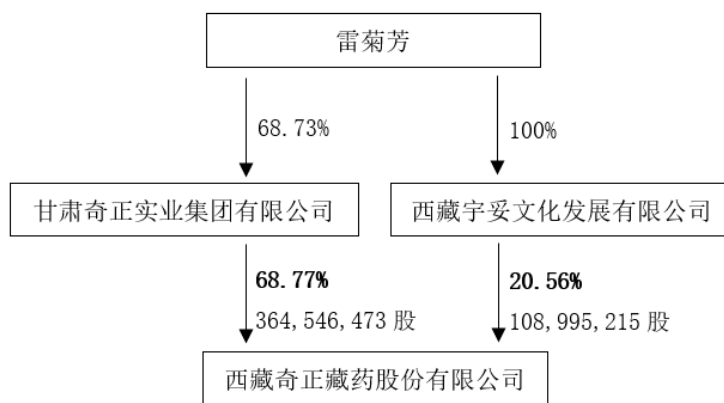 雷菊芳
68.73%
100%
甘肃奇正实业集团有限公司
西藏宇妥文化发展有限公司
68.77%
20.56%
364,546,473 股
108,995,215 股
西藏奇正藏药股份有限公司